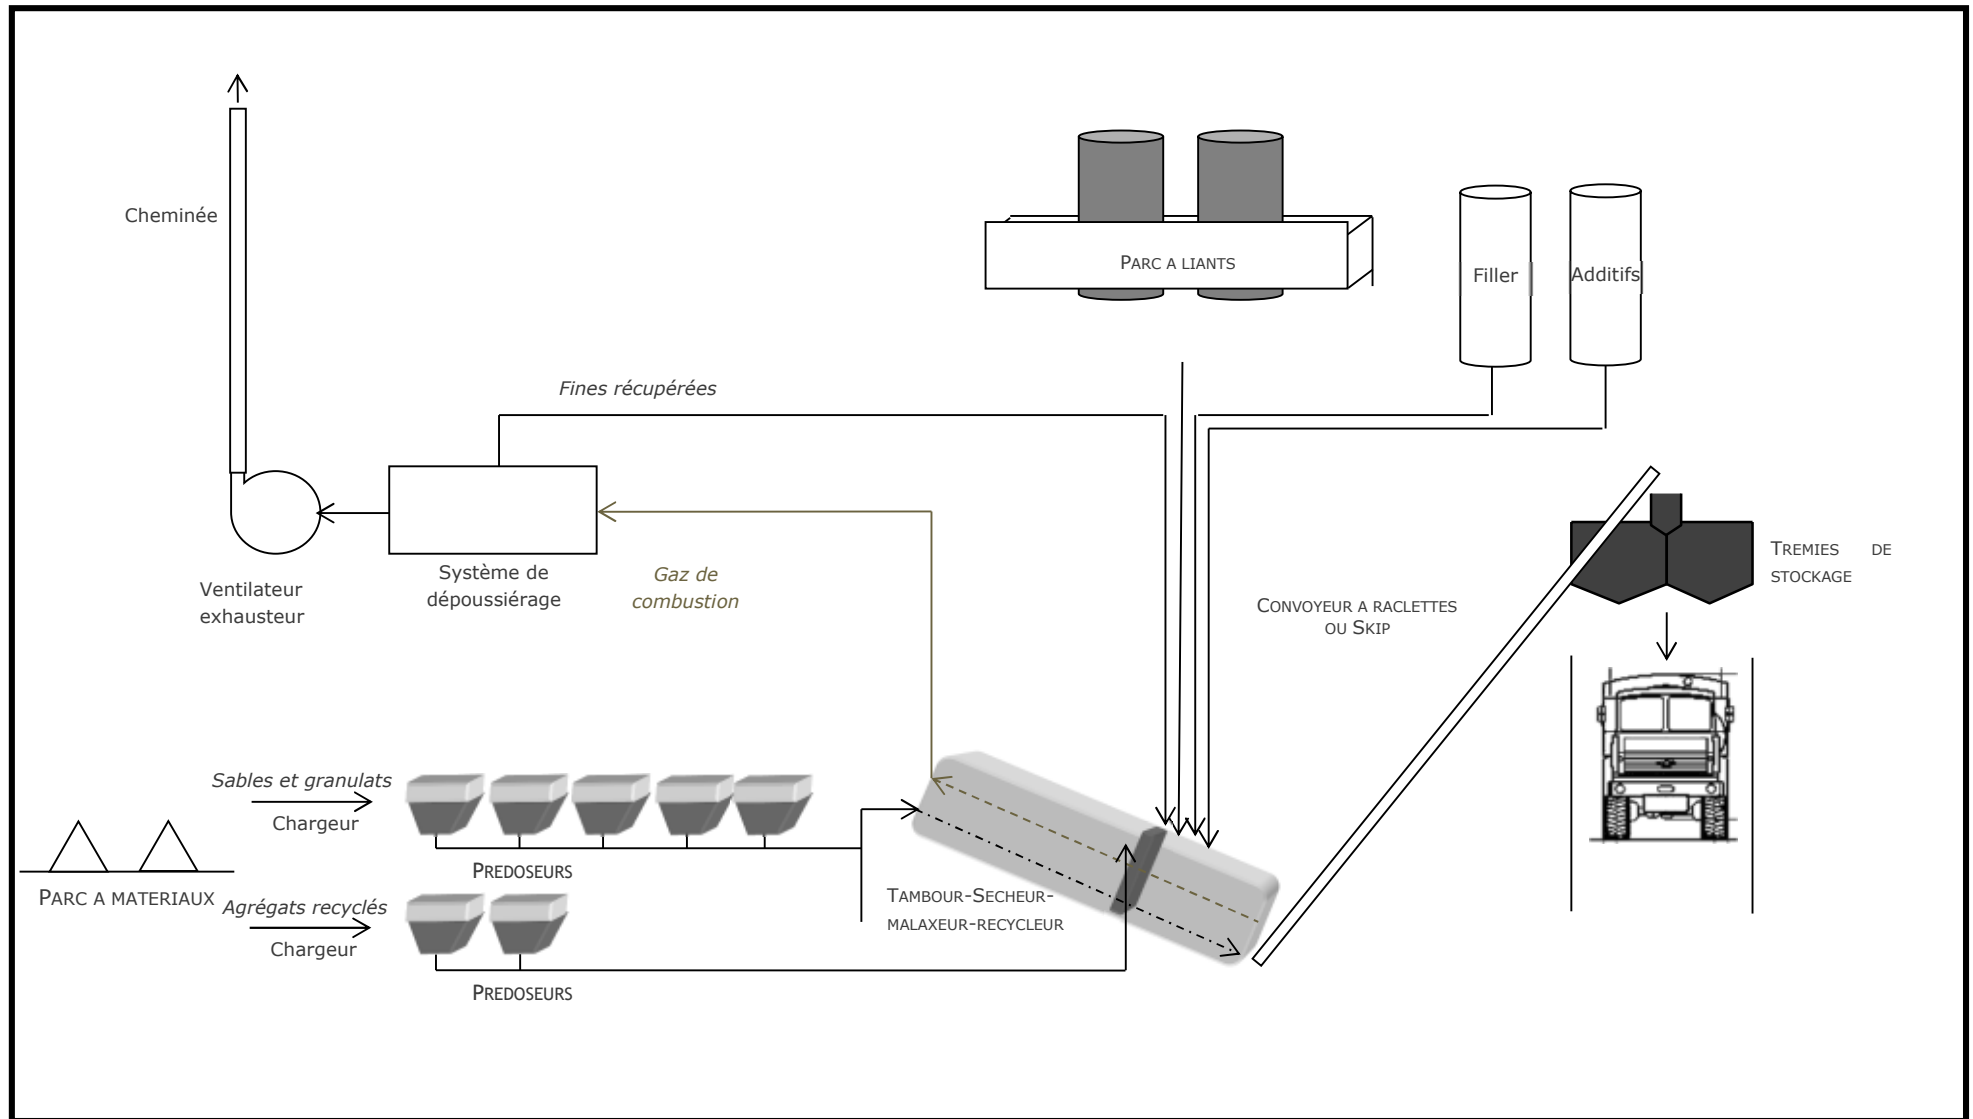 Cheminée
PARC A LIANTS
Filler
Additifs
Fines récupérées
Ventilateur
exhausteur
Système de
dépoussiérage
Gaz de
combustion
CONVOYEUR A RACLETTES
OU SKIP
TREMIES DE
STOCKAGE
Sables et granulats
Chargeur
PREDOSEURS
PARC A MATERIAUX
Agrégats recyclés
Chargeur
PREDOSEURS
TAMBOUR-SECHEUR-
MALAXEUR-RECYCLEUR